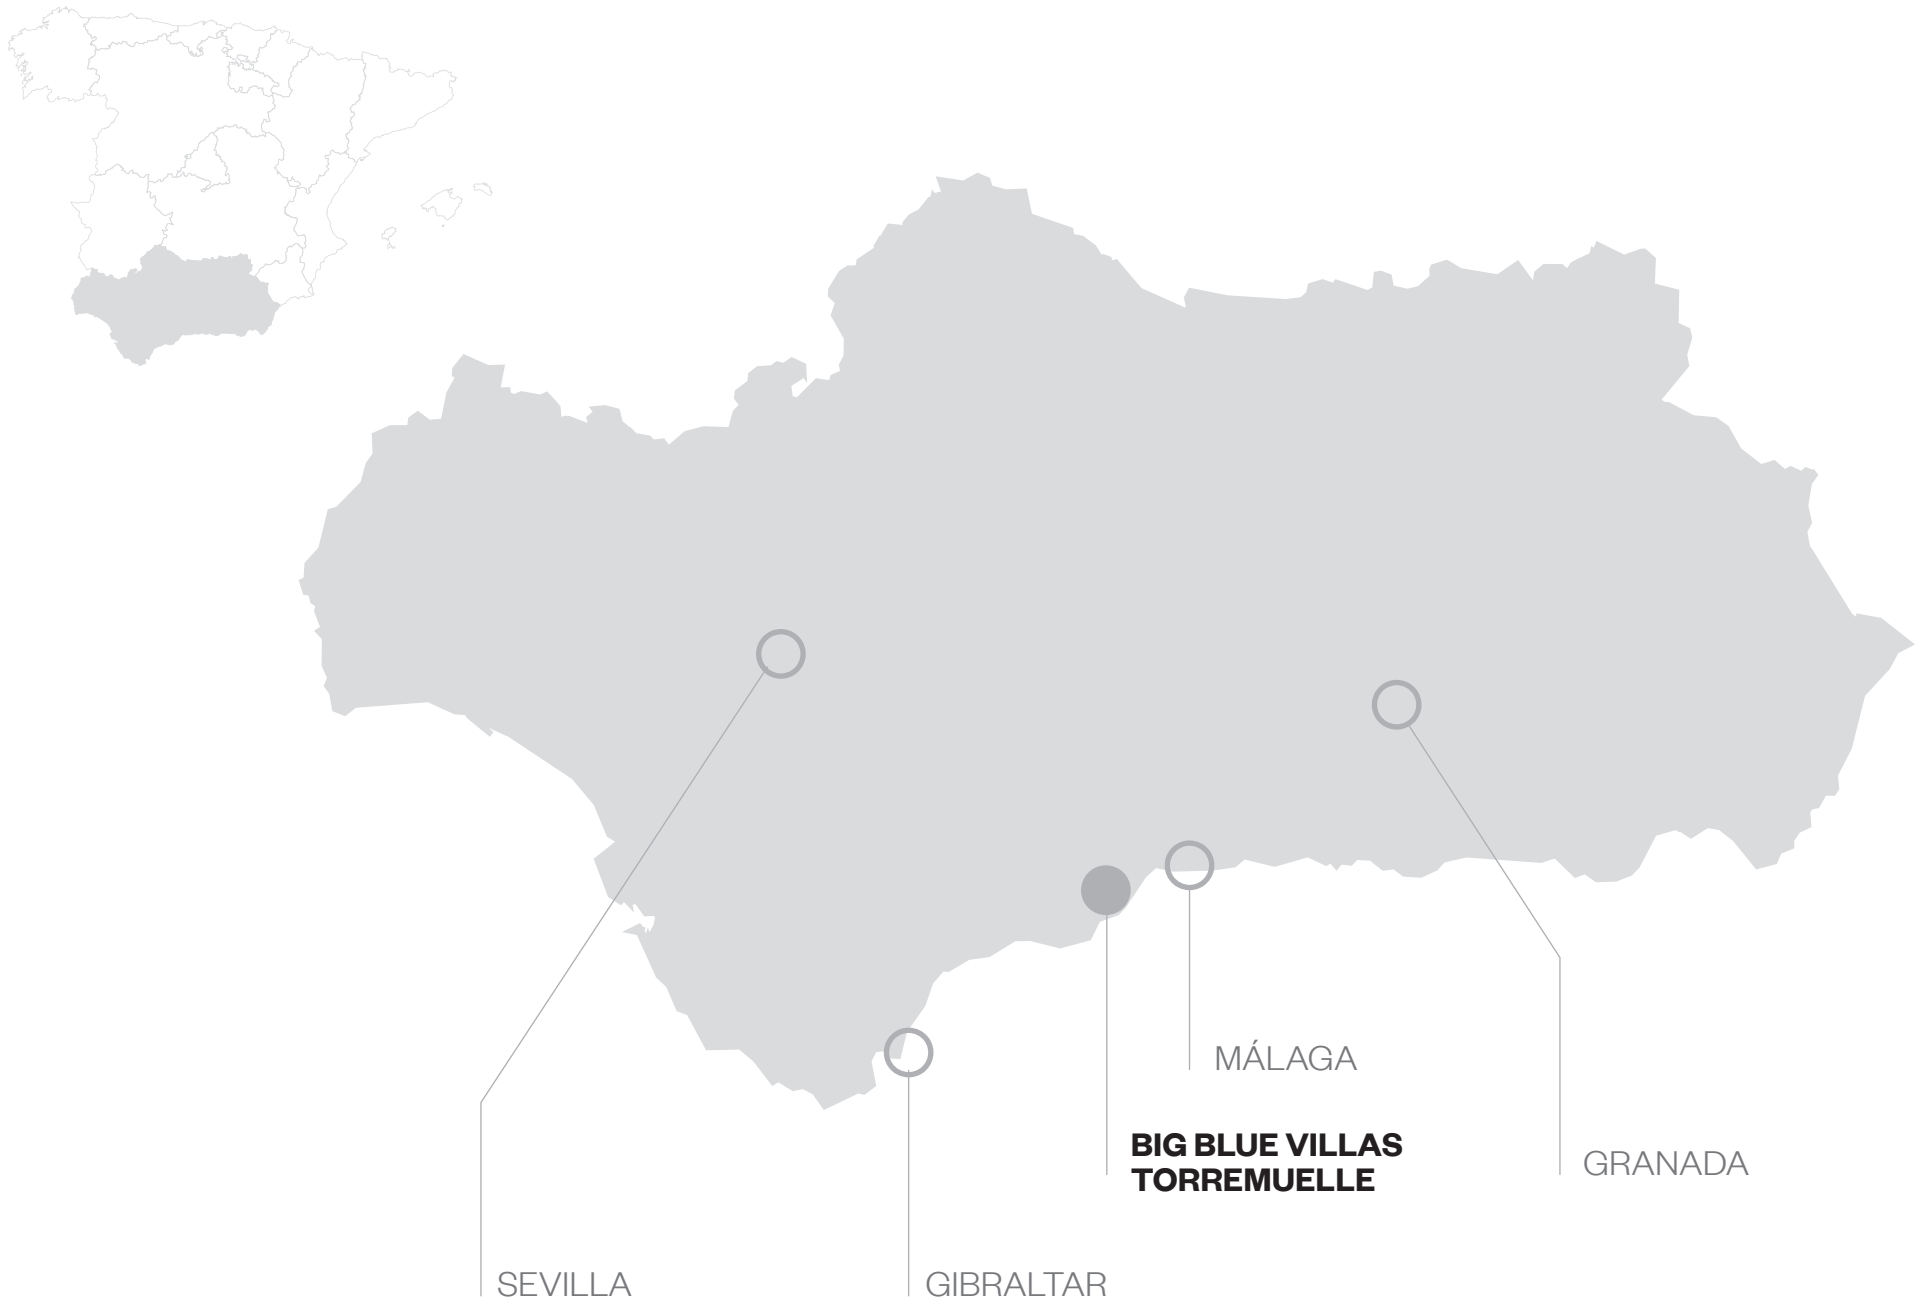 MÁLAGA
BIG BLUE VILLAS
TORREMUELLE
GRANADA
SEVILLA
GIBRALTAR